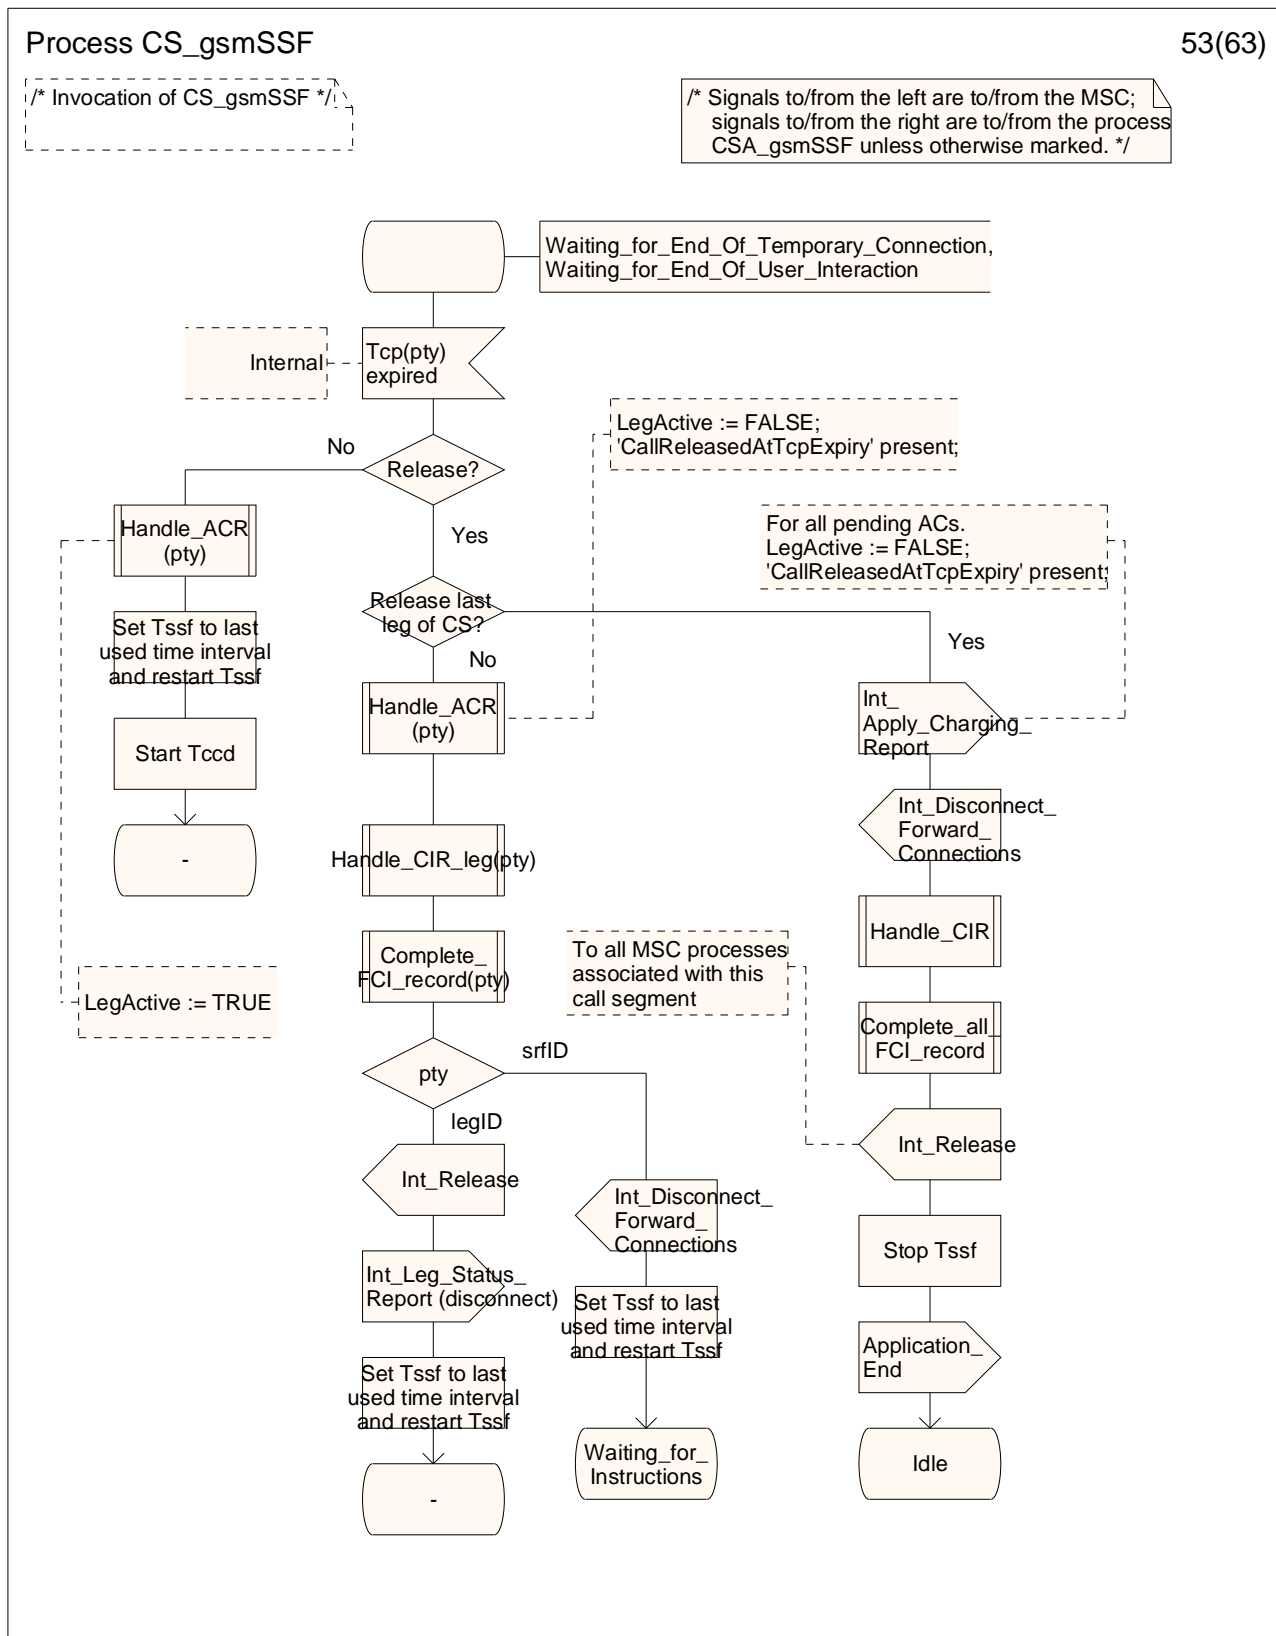 Process CS_gsmSSF
53(63)
/* Invocation of CS_gsmSSF */
/* Signals to/from the left are to/from the MSC;
signals to/from the right are to/from the process
CSA_gsmSSF unless otherwise marked. */
Waiting_for_End_Of_Temporary_Connection,
Waiting_for_End_Of_User_Interaction
Internal
Tcp(pty)
expired
LegActive := FALSE;
'CallReleasedAtTcpExpiry' present;
No
Release?
Yes
For all pending ACs.
LegActive := FALSE;
'CallReleasedAtTcpExpiry' present;
Handle_ACR
(pty)
Release last
leg of CS?
Set Tssf to last
used time interval
and restart Tssf
No
Yes
Handle_ACR
(pty)
Int_
Apply_Charging_
Report
Start Tccd
Int_Disconnect_
Forward_
Connections
-
Handle_CIR_leg(pty)
Handle_CIR
To all MSC processes
associated with this
call segment
Complete_
FCI_record(pty)
LegActive := TRUE
Complete_all_
FCI_record
srfID
pty
legID
Int_Release
Int_Release
Int_Disconnect_
Forward_
Connections
Stop Tssf
Int_Leg_Status_
Report (disconnect)
Set Tssf to last
used time interval
and restart Tssf
Application_
End
Set Tssf to last
used time interval
and restart Tssf
Waiting_for_
Instructions
Idle
-